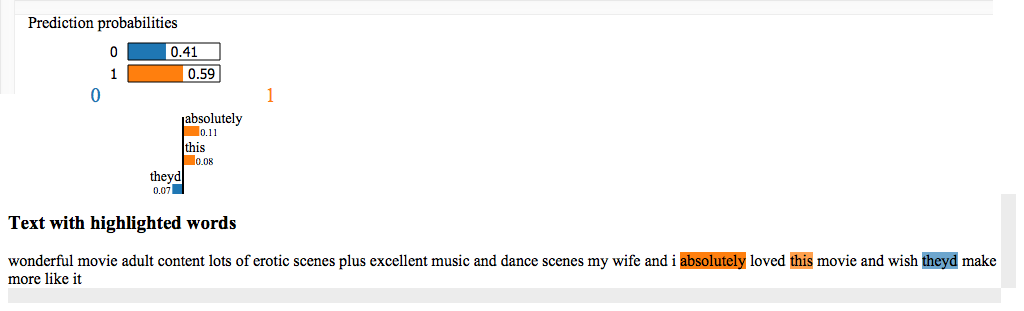 Prediction probabilities
0 0.41
1 0.59
0 1
absolutely
0.11
this
0.08
theyd
0.07
Text with highlighted words
wonderful movie adult content lots of erotic scenes plus excellent music and dance scenes my wife and i absolutely loved this movie and wish theyd make
more like it